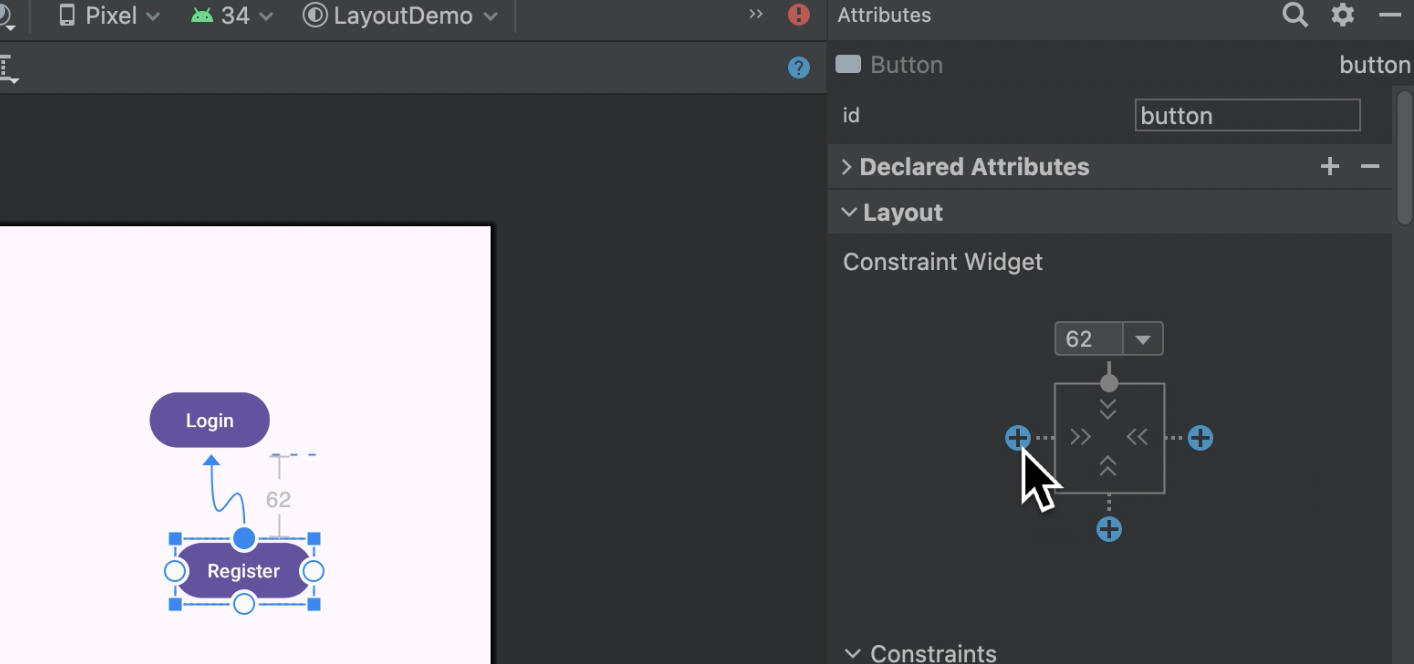 Pixel 34 LayoutDemo
Attributes
Button button
id button
Declared Attributes
Layout
Constraint Widget
62
Login
62
Register
Constraints